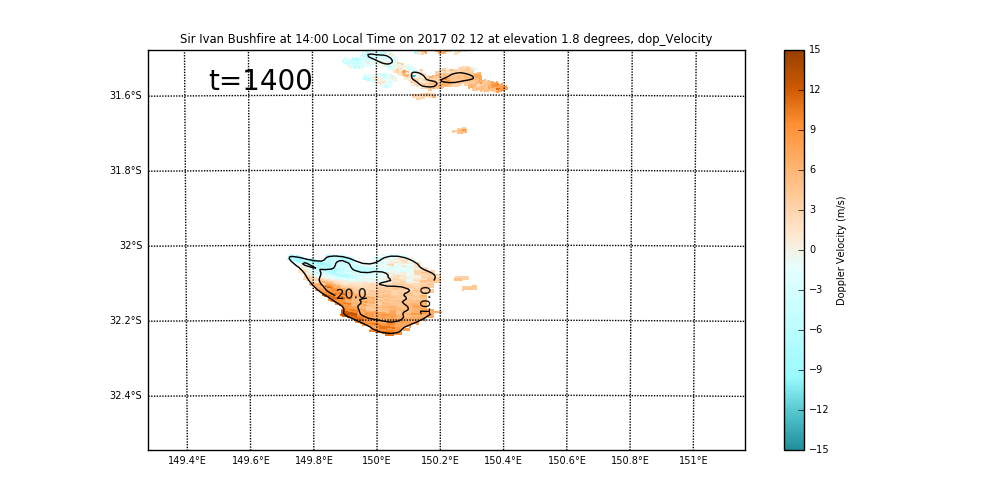 Sir Ivan Bushfire at 14:00 Local Time on 2017 02 12 at elevation 1.8 degrees, dop_Velocity
t=1400
31.6°S
31.8°S
32°S
32.2°S
32.4°S
20.0
10.0
149.4°E 149.6°E 149.8°E 150°E 150.2°E 150.4°E 150.6°E 150.8°E 151°E
15
12
9
6
3
0
−3
−6
−9
−12
−15
Doppler Velocity (m/s)